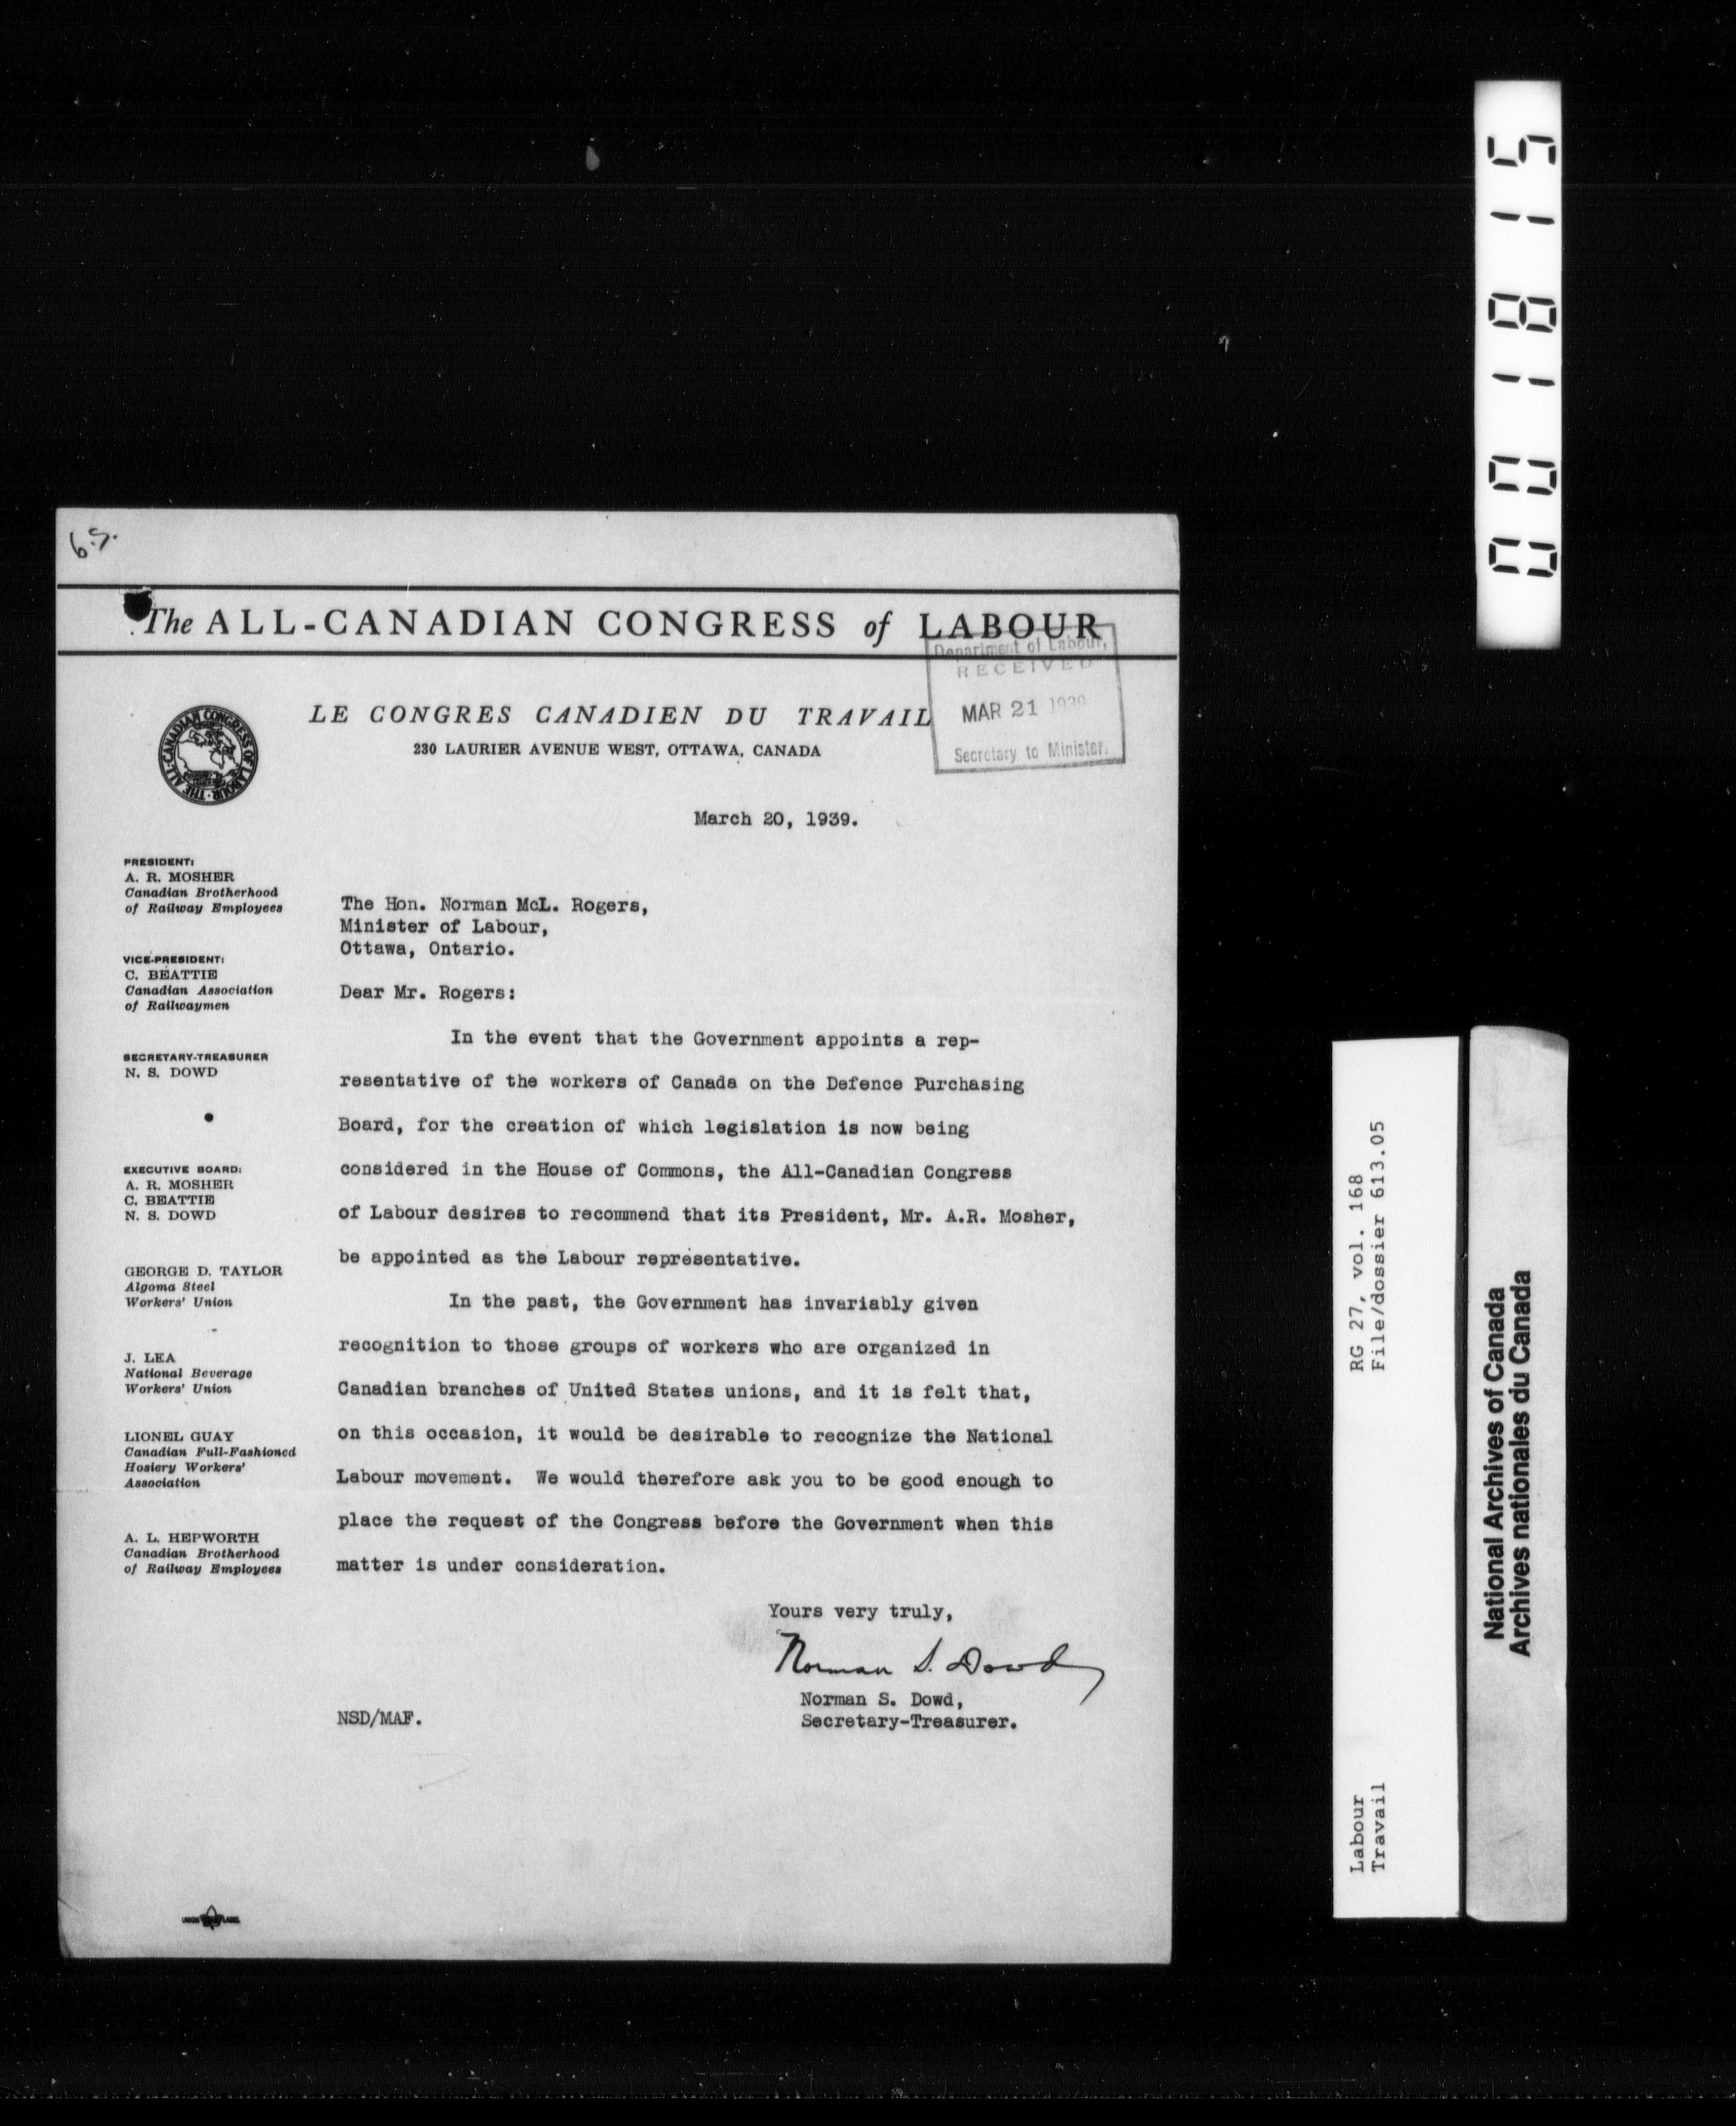 001815
6.S.
The ALL-CANADIAN CONGRESS of LABOUR
Department of Labour,
RECEIVED
MAR 21 1939
Secretary to Minister.
LE CONGRES CANADIEN DU TRAVAIL
230 LAURIER AVENUE WEST, OTTAWA, CANADA
THE ALL-CANADIAN CONGRESS OF LABOUR
March 20, 1939.
PRESIDENT:
A. R. MOSHER
Canadian Brotherhood
of Railway Employees
VICE-PRESIDENT:
C. BEATTIE
Canadian Association
of Railwaymen
SECRETARY-TREASURER
N. S. DOWD
EXECUTIVE BOARD:
A. R. MOSHER
C. BEATTIE
N. S. DOWD
GEORGE D. TAYLOR
Algoma Steel
Workers' Union
J. LEA
National Beverage
Workers' Union
LIONEL GUAY
Canadian Full-Fashioned
Hosiery Workers'
Association
A. L. HEPWORTH
Canadian Brotherhood
of Railway Employees
The Hon. Norman McL. Rogers,
Minister of Labour,
Ottawa, Ontario.
Dear Mr. Rogers:
In the event that the Government appoints a rep-
resentative of the workers of Canada on the Defence Purchasing
Board, for the creation of which legislation is now being
considered in the House of Commons, the All-Canadian Congress
of Labour desires to recommend that its President, Mr. A.R. Mosher,
be appointed as the Labour representative.
In the past, the Government has invariably given
recognition to those groups of workers who are organized in
Canadian branches of United States unions, and it is felt that,
on this occasion, it would be desirable to recognize the National
Labour movement. We would therefore ask you to be good enough to
place the request of the Congress before the Government when this
matter is under consideration.
Yours very truly,
Norman S. Dowd
Norman S. Dowd,
Secretary-Treasurer.
NSD/MAF.
UNION LABEL
RG 27, vol. 168
File/dossier 613.05
Labour
Travail
National Archives of Canada
Archives nationales du Canada